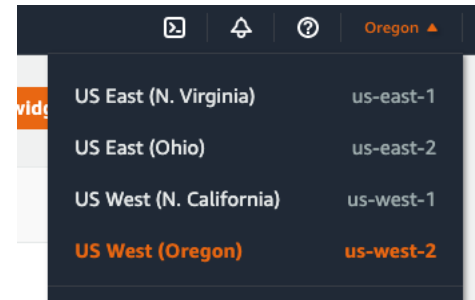 Oregon ▲
US East (N. Virginia) us-east-1
US East (Ohio) us-east-2
US West (N. California) us-west-1
US West (Oregon) us-west-2